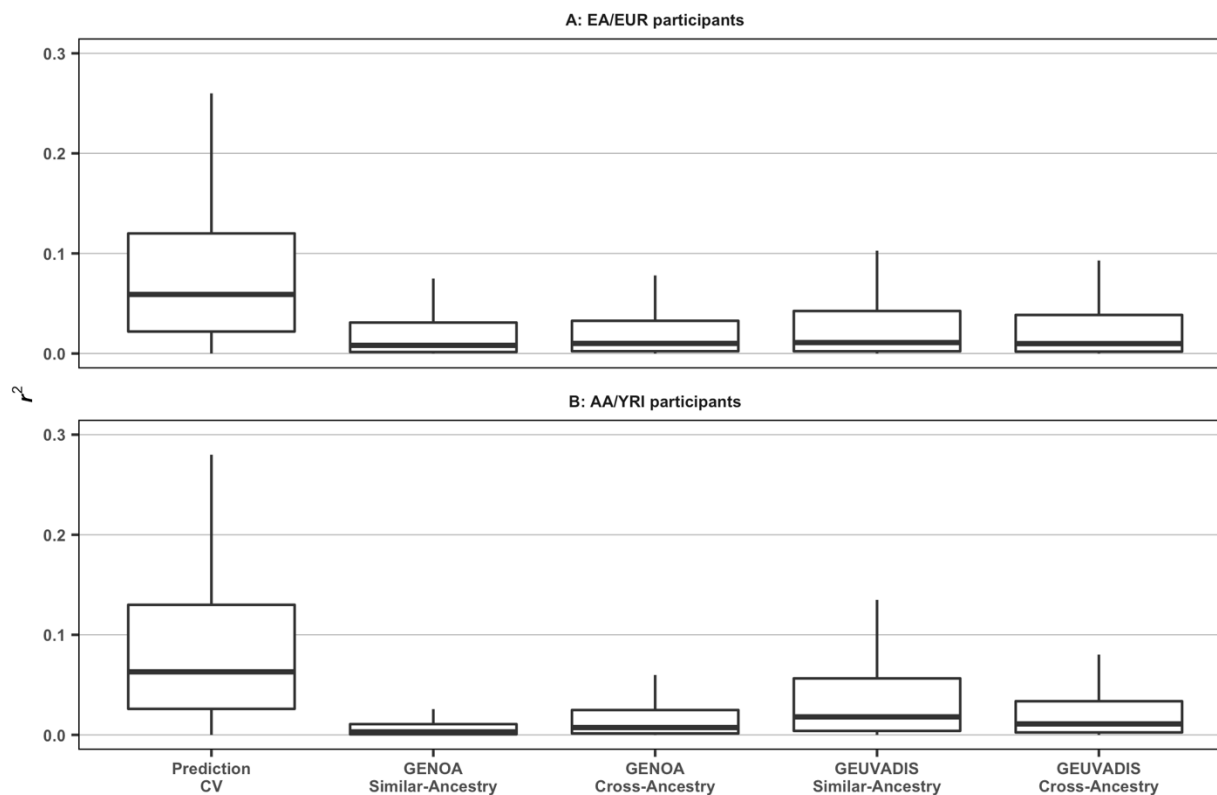 A: EA/EUR participants
0.3
0.2
0.1
0.0
r²
B: AA/YRI participants
0.3
0.2
0.1
0.0
Prediction
CV
GENOA
Similar-Ancestry
GENOA
Cross-Ancestry
GEUVADIS
Similar-Ancestry
GEUVADIS
Cross-Ancestry